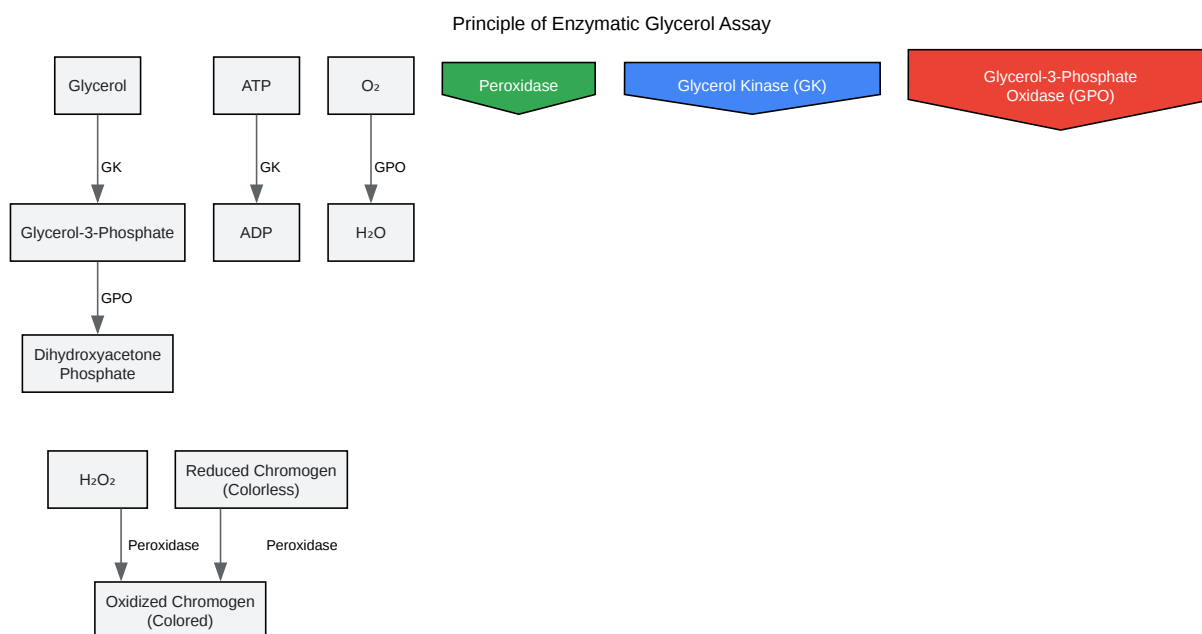 Principle of Enzymatic Glycerol Assay
Glycerol
ATP
O₂
Peroxidase
Glycerol Kinase (GK)
Glycerol-3-Phosphate
Oxidase (GPO)
GK
GK
GPO
Glycerol-3-Phosphate
ADP
H₂O
GPO
Dihydroxyacetone
Phosphate
H₂O₂
Reduced Chromogen
(Colorless)
Peroxidase
Peroxidase
Oxidized Chromogen
(Colored)